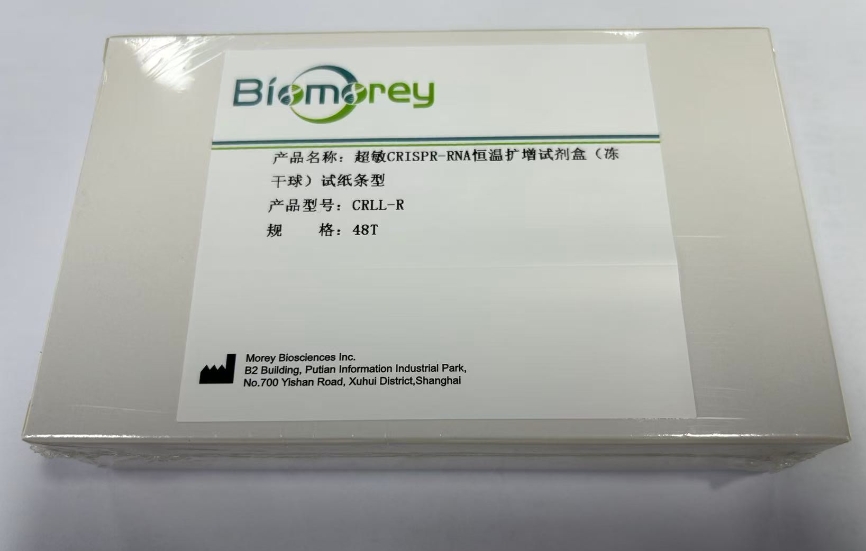 Biomorey
产品名称：超敏CRISPR-RNA恒温扩增试剂盒（冻
干球）试纸条型
产品型号：CRLL-R
规　　格：48T
Morey Biosciences Inc.
B2 Building, Putian Information Industrial Park,
No.700 Yishan Road, Xuhui District,Shanghai